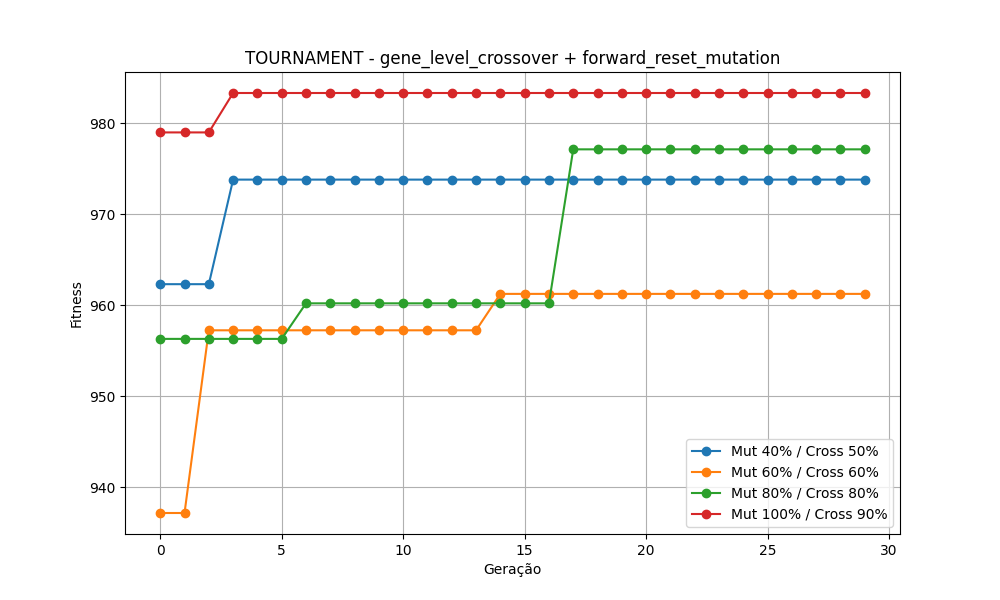 TOURNAMENT - gene_level_crossover + forward_reset_mutation
Fitness
980
970
960
950
940
0 5 10 15 20 25 30
Geração
Mut 40% / Cross 50%
Mut 60% / Cross 60%
Mut 80% / Cross 80%
Mut 100% / Cross 90%